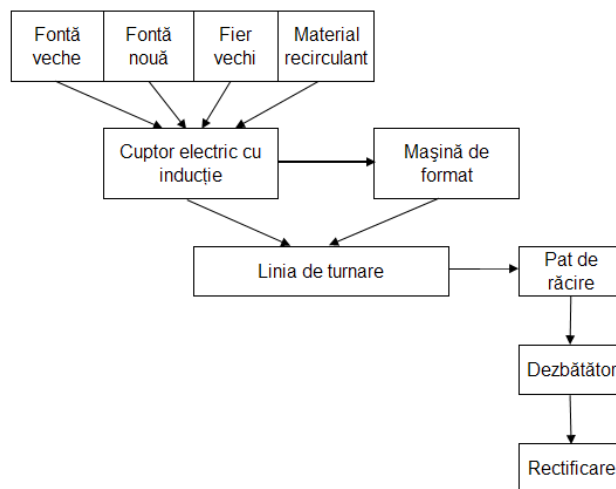 Fontă
veche
Fontă
nouă
Fier
vechi
Material
recirculant
Cuptor electric cu
inducție
Maşină de
format
Linia de turnare
Pat de
răcire
Dezbătător
Rectificare